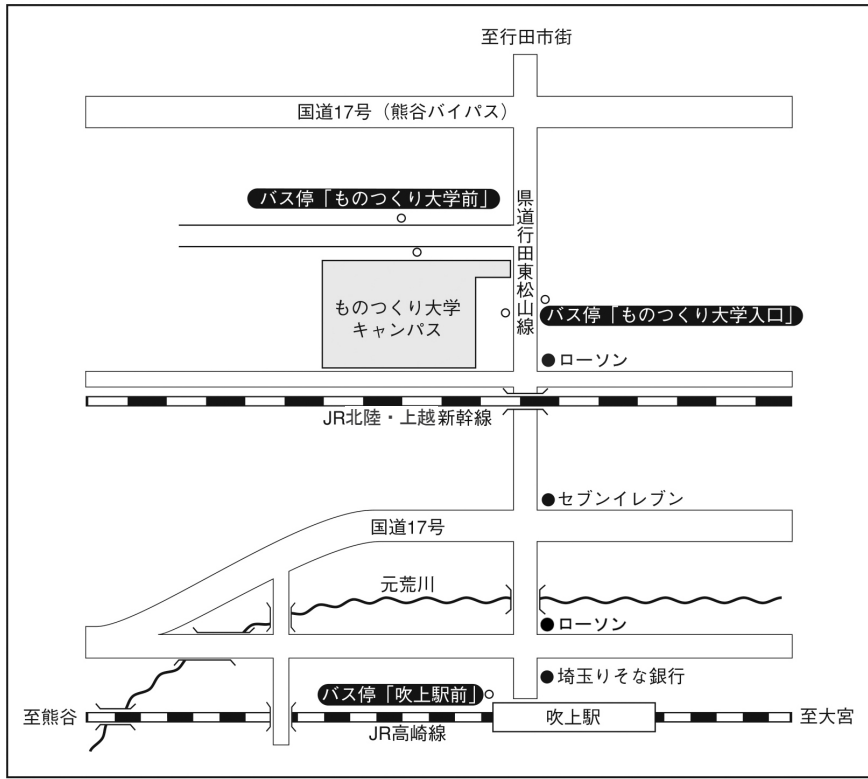 至行田市街
国道17号（熊谷バイパス）
バス停「ものつくり大学前」
県道行田東松山線
ものつくり大学
キャンパス
バス停「ものつくり大学入口」
ローソン
JR北陸・上越新幹線
セブンイレブン
国道17号
元荒川
ローソン
埼玉りそな銀行
バス停「吹上駅前」
至熊谷
吹上駅
至大宮
JR高崎線